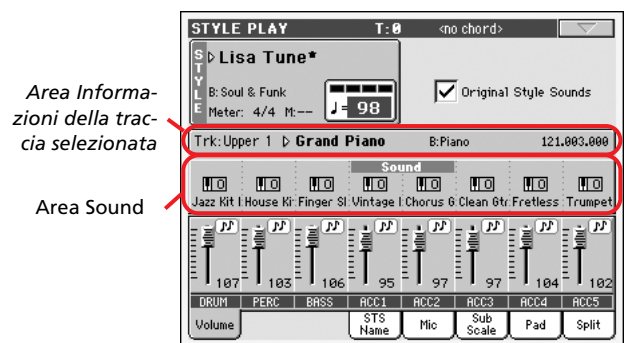 STYLE PLAY T:0 <no chord>
STYLE
Lisa Tune*
B: Soul & Funk
Meter: 4/4 M:-- ♩= 98
Original Style Sounds
Area Informa-
zioni della trac-
cia selezionata
Trk: Upper 1 Grand Piano B:Piano 121.003.000
Area Sound
Sound
Jazz Kit House Ki Finger Sl Vintage Chorus G Clean Gtr Fretless Trumpet
107 103 106 95 97 97 104 102
DRUM PERC BASS ACC1 ACC2 ACC3 ACC4 ACC5
Volume STS Name Mic Sub Scale Pad Split